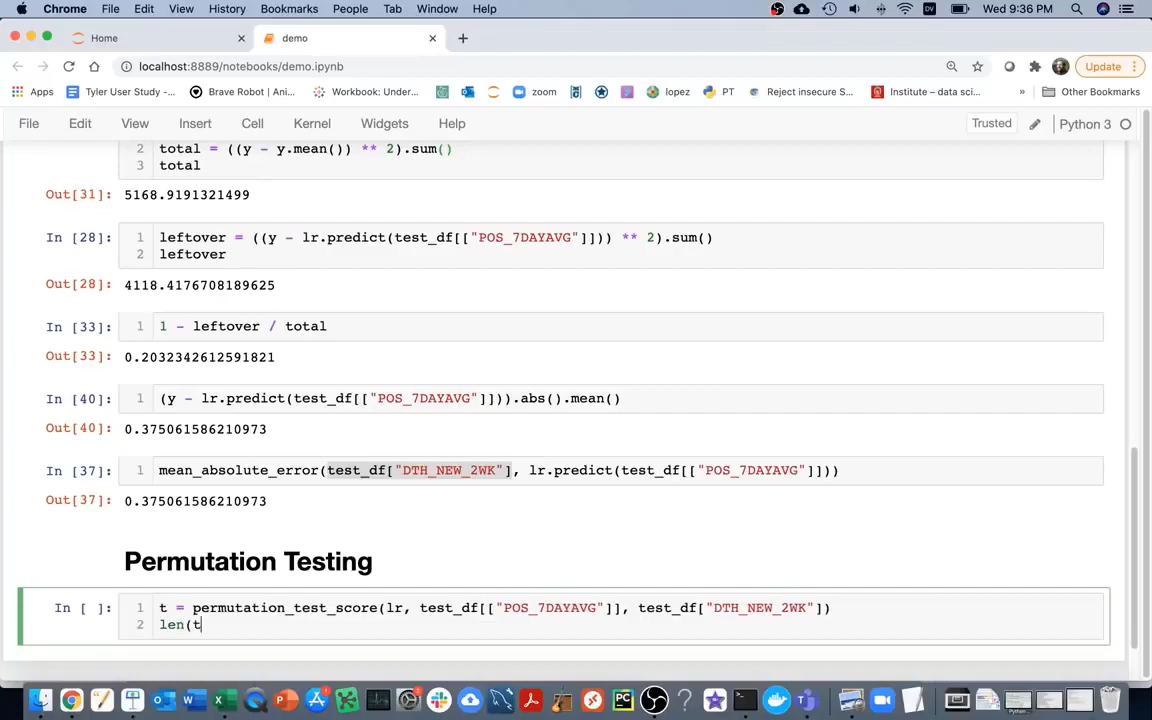 Chrome File Edit View History Bookmarks People Tab Window Help DV Wed 9:36 PM
Home demo
localhost:8889/notebooks/demo.ipynb Update
Apps Tyler User Study -... Brave Robot | Ani... Workbook: Under... zoom lopez PT Reject insecure S... Institute – data sci... » Other Bookmarks
File Edit View Insert Cell Kernel Widgets Help Trusted Python 3
2 total = ((y - y.mean()) ** 2).sum()
3 total
Out[31]: 5168.9191321499
In [28]: 1 leftover = ((y - lr.predict(test_df[["POS_7DAYAVG"]])) ** 2).sum()
2 leftover
Out[28]: 4118.4176708189625
In [33]: 1 1 - leftover / total
Out[33]: 0.2032342612591821
In [40]: 1 (y - lr.predict(test_df[["POS_7DAYAVG"]])).abs().mean()
Out[40]: 0.375061586210973
In [37]: 1 mean_absolute_error(test_df["DTH_NEW_2WK"], lr.predict(test_df[["POS_7DAYAVG"]]))
Out[37]: 0.375061586210973
Permutation Testing
In [ ]: 1 t = permutation_test_score(lr, test_df[["POS_7DAYAVG"]], test_df["DTH_NEW_2WK"])
2 len(t